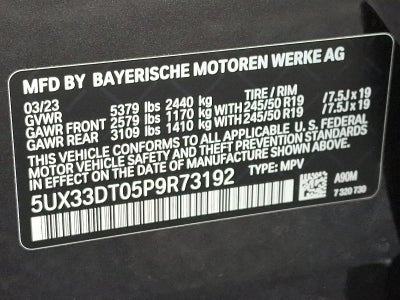 MFD BY BAYERISCHE MOTOREN WERKE AG
03/23 TIRE / RIM
GVWR 5379 lbs 2440 kg
GAWR FRONT 2579 lbs 1170 kg WITH 245/50 R19 /7.5J x 19
GAWR REAR 3109 lbs 1410 kg WITH 245/50 R19 /7.5J x 19
THIS VEHICLE CONFORMS TO ALL APPLICABLE U.S. FEDERAL
MOTOR VEHICLE SAFETY AND THEFT PREVENTION STANDARDS
IN EFFECT ON THE DATE OF MANUFACTURE SHOWN ABOVE.
5UX33DT05P9R73192 TYPE: MPV
A90M
7 320 730